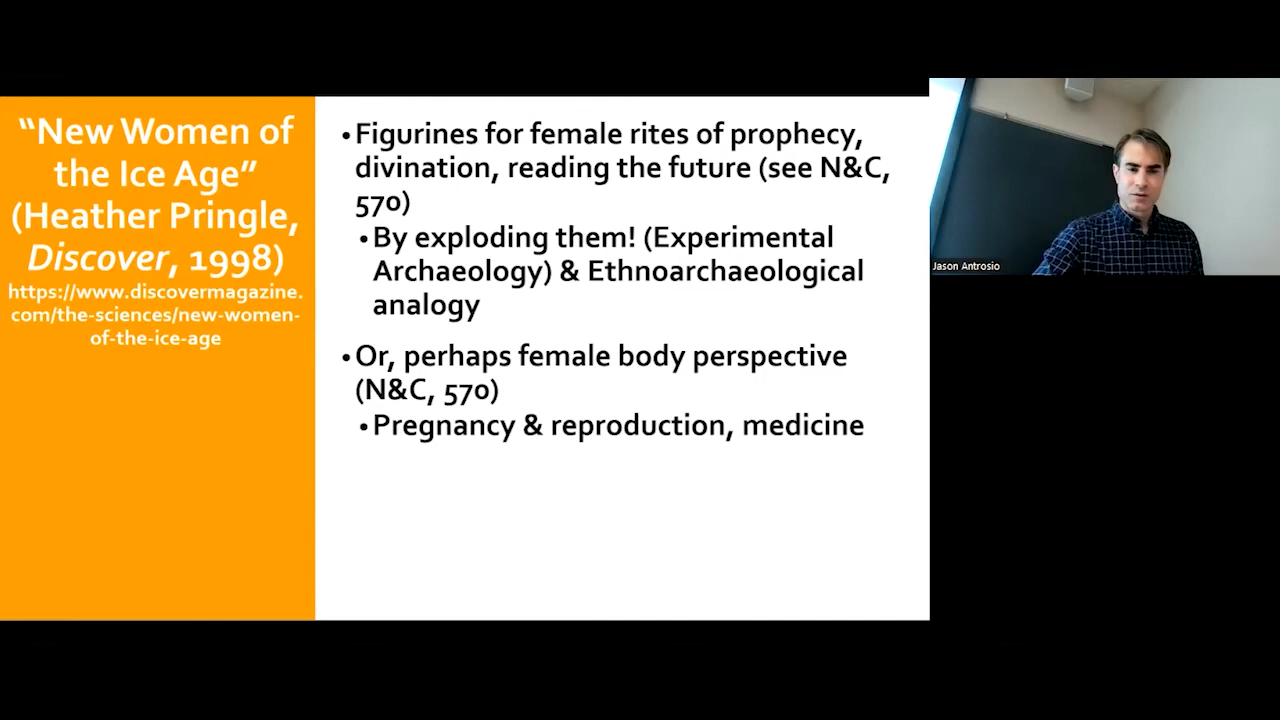 “New Women of
the Ice Age”
(Heather Pringle,
Discover, 1998)
https://www.discovermagazine.
com/the-sciences/new-women-
of-the-ice-age
•Figurines for female rites of prophecy,
divination, reading the future (see N&C,
570)
•By exploding them! (Experimental
Archaeology) & Ethnoarchaeological
analogy
•Or, perhaps female body perspective
(N&C, 570)
•Pregnancy & reproduction, medicine
Jason Antrosio